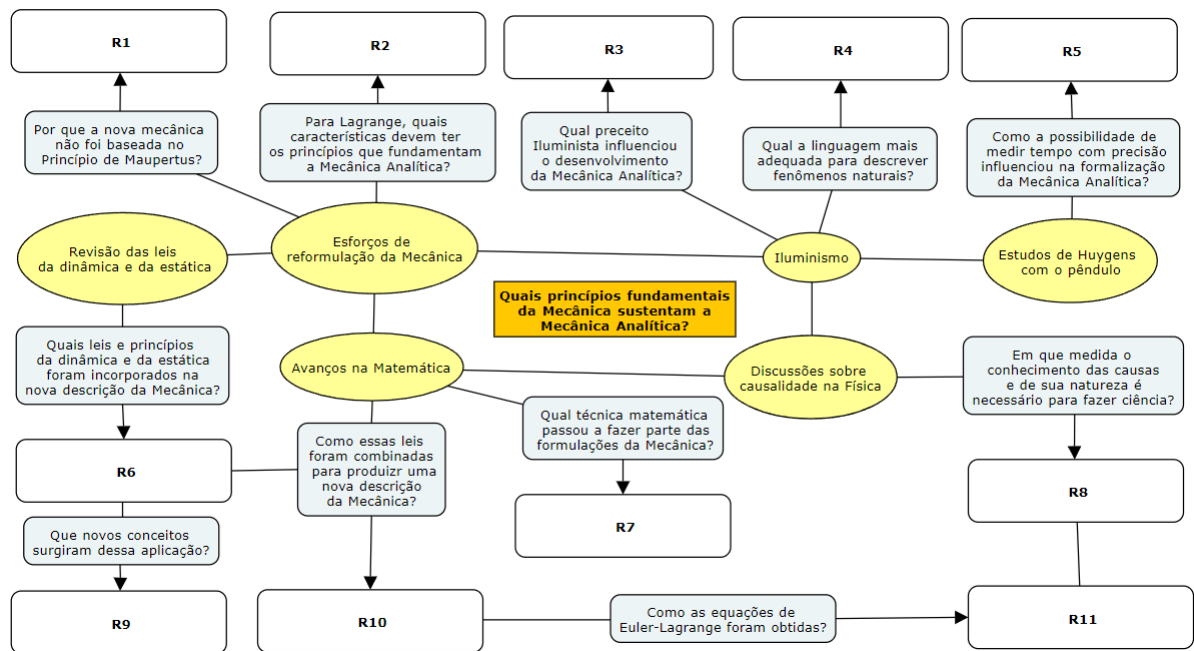 R1
R2
R3
R4
R5
Por que a nova mecânica
não foi baseada no
Princípio de Maupertus?
Para Lagrange, quais
características devem ter
os princípios que fundamentam
a Mecânica Analítica?
Qual preceito
Iluminista influenciou
o desenvolvimento
da Mecânica Analítica?
Qual a linguagem mais
adequada para descrever
fenômenos naturais?
Como a possibilidade de
medir tempo com precisão
influenciou na formalização
da Mecânica Analítica?
Revisão das leis
da dinâmica e da estática
Esforços de
reformulação da Mecânica
Iluminismo
Estudos de Huygens
com o pêndulo
Quais princípios fundamentais
da Mecânica sustentam a
Mecânica Analítica?
Quais leis e princípios
da dinâmica e da estática
foram incorporados na
nova descrição da Mecânica?
Avanços na Matemática
Discussões sobre
causalidade na Física
Em que medida o
conhecimento das causas
e de sua natureza é
necessário para fazer ciência?
Qual técnica matemática
passou a fazer parte das
formulações da Mecânica?
Como essas leis
foram combinadas
para produizr uma
nova descrição
da Mecânica?
R6
R7
R8
Que novos conceitos
surgiram dessa aplicação?
R9
R10
Como as equações de
Euler-Lagrange foram obtidas?
R11